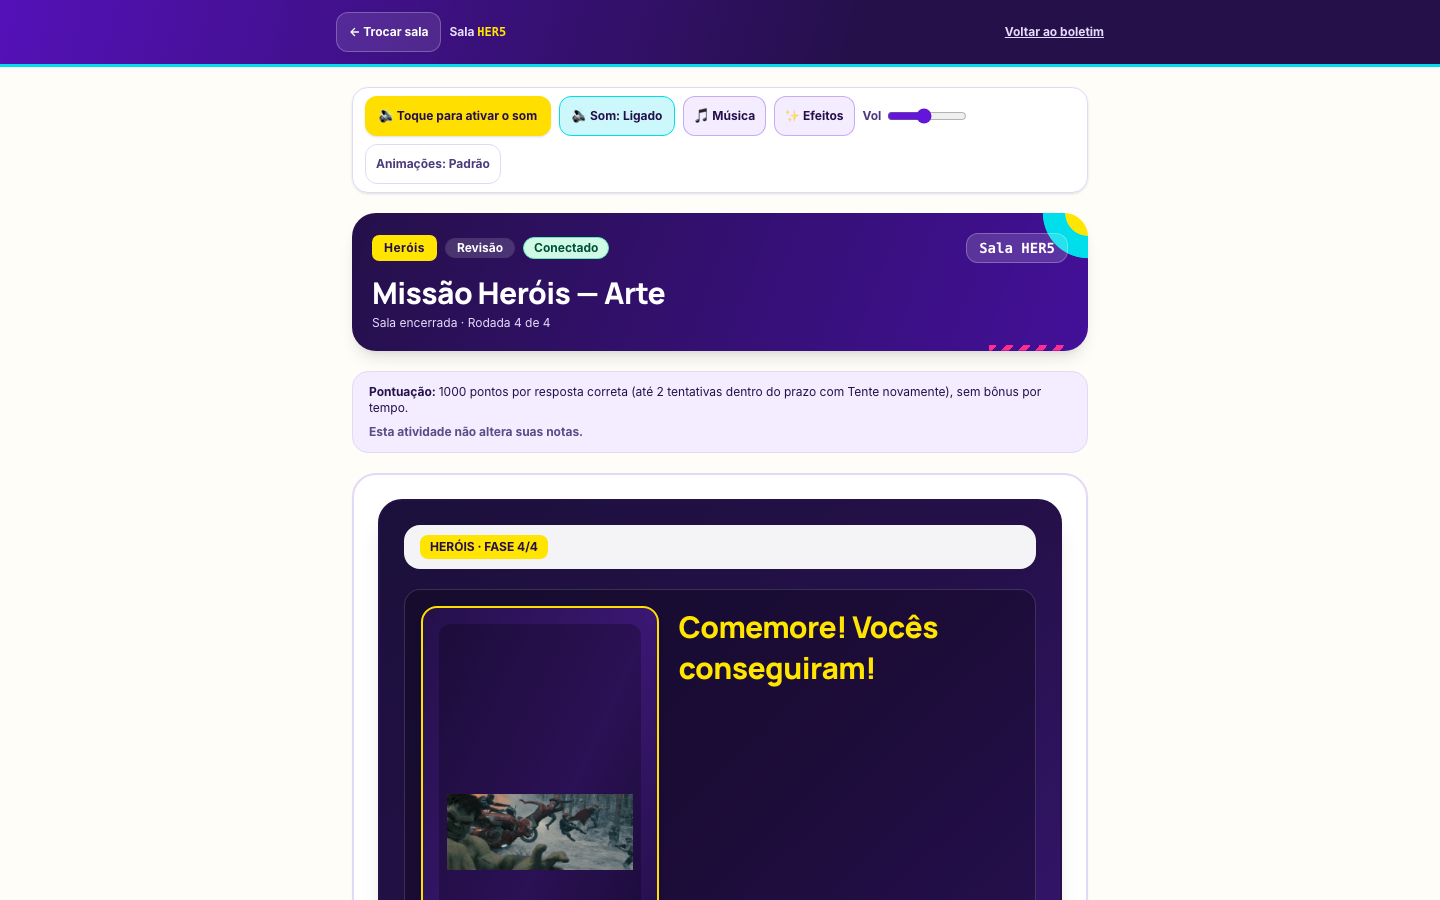 ← Trocar sala
Sala HER5
Voltar ao boletim
Toque para ativar o som
Som: Ligado
Música
Efeitos
Vol
Animações: Padrão
Heróis
Revisão
Conectado
Sala HER5
Missão Heróis — Arte
Sala encerrada · Rodada 4 de 4
Pontuação: 1000 pontos por resposta correta (até 2 tentativas dentro do prazo com Tente novamente), sem bônus por
tempo.
Esta atividade não altera suas notas.
HERÓIS · FASE 4/4
Comemore! Vocês
conseguiram!